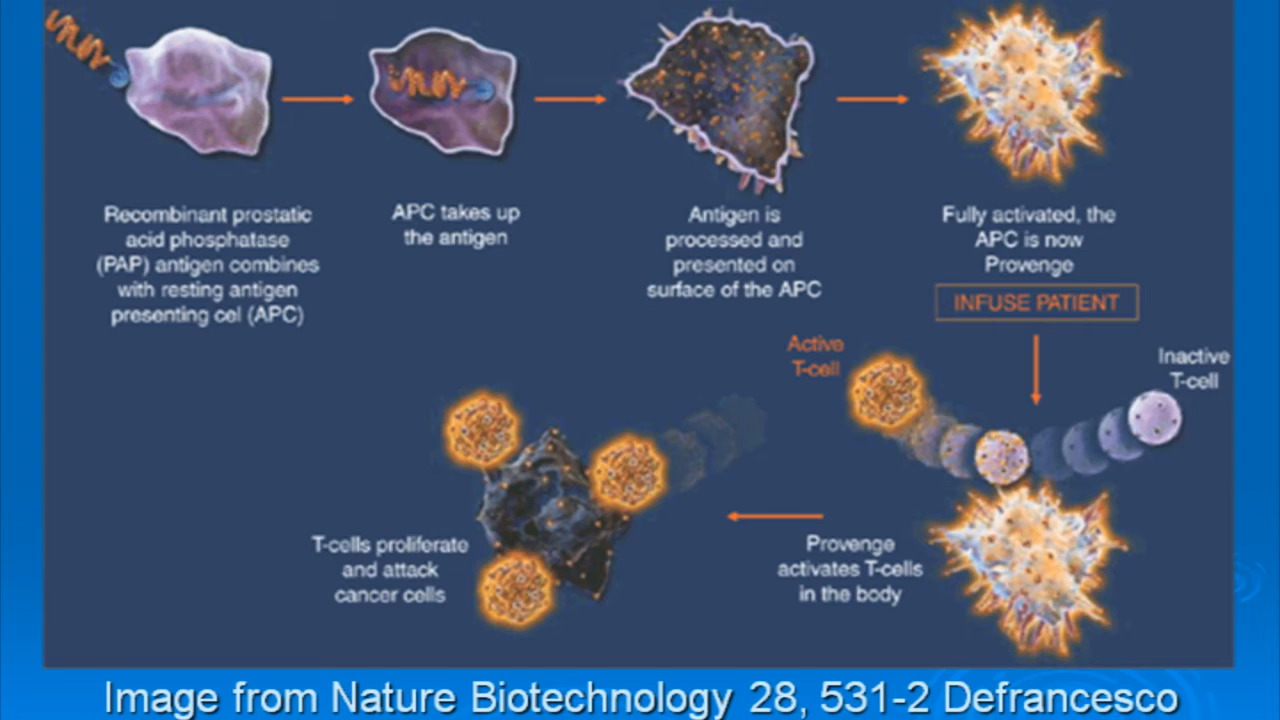 Recombinant prostatic
acid phosphatase
(PAP) antigen combines
with resting antigen
presenting cel (APC)
APC takes up
the antigen
Antigen is
processed and
presented on
surface of the APC
Fully activated, the
APC is now
Provenge
INFUSE PATIENT
Active
T-cell
Inactive
T-cell
T-cells proliferate
and attack
cancer cells
Provenge
activates T-cells
in the body
Image from Nature Biotechnology 28, 531-2 Defrancesco